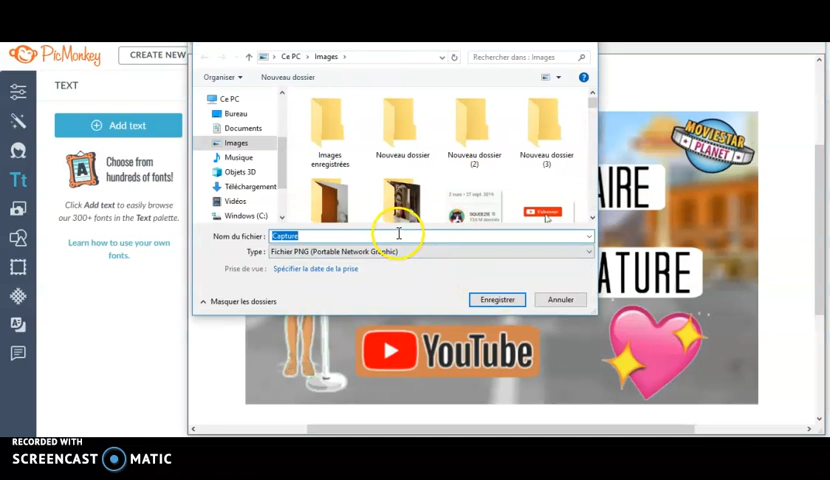 PicMonkey
CREATE NEW
Ce PC > Images >
Rechercher dans : Images
TEXT
Organiser
Nouveau dossier
?
Add text
Choose from
hundreds of fonts!
Click Add text to easily browse
our 300+ fonts in the Text palette.
Learn how to use your own
fonts.
Tt
Ce PC
Bureau
Documents
Images
Musique
Objets 3D
Téléchargement
Vidéos
Windows (C:)
Images
enregistrées
Nouveau dossier
Nouveau dossier
(2)
Nouveau dossier
(3)
Nom du fichier :
Capture
Type :
Fichier PNG (Portable Network Graphic)
Prise de vue :
Spécifier la date de la prise
Masquer les dossiers
Enregistrer
Annuler
MOVIESTAR
PLANET
AIRE
ATURE
YouTube
RECORDED WITH
SCREENCAST MATIC